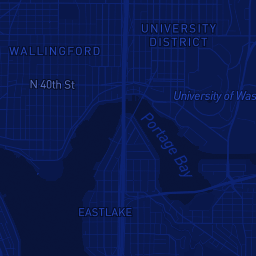 UNIVERSITY
DISTRICT
WALLINGFORD
N 40th St
University of Was
Portage Bay
EASTLAKE